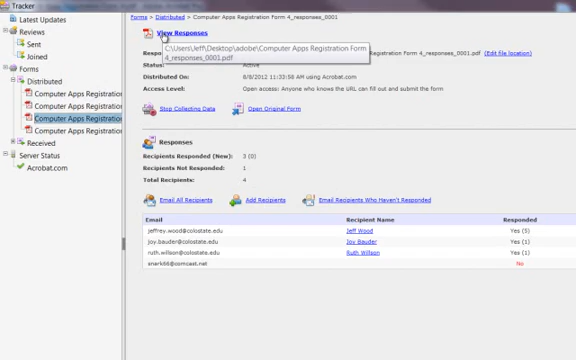 Tracker
Latest Updates
Reviews
Sent
Joined
Forms
Distributed
Computer Apps Registration
Computer Apps Registration
Computer Apps Registration
Computer Apps Registration
Received
Server Status
Acrobat.com
Forms > Distributed > Computer Apps Registration Form 4_responses_0001
View Responses
C:\Users\Jeff\Desktop\adobe\Computer Apps Registration Form
4_responses_0001.pdf
4_responses_0001.pdf (Edit file location)
Status: Active
Distributed On: 8/8/2012 11:33:58 AM using Acrobat.com
Access Level: Open access: Anyone who knows the URL can fill out and submit the form
Stop Collecting Data Open Original Form
Responses
Recipients Responded (New): 3 (0)
Recipients Not Responded: 1
Total Recipients: 4
Email All Recipients Add Recipients Email Recipients Who Haven't Responded
Email Recipient Name Responded
jeffrey.wood@colostate.edu Jeff Wood Yes (5)
joy.bauder@colostate.edu Joy Bauder Yes (1)
ruth.willson@colostate.edu Ruth Willson Yes (1)
snark66@comcast.net No